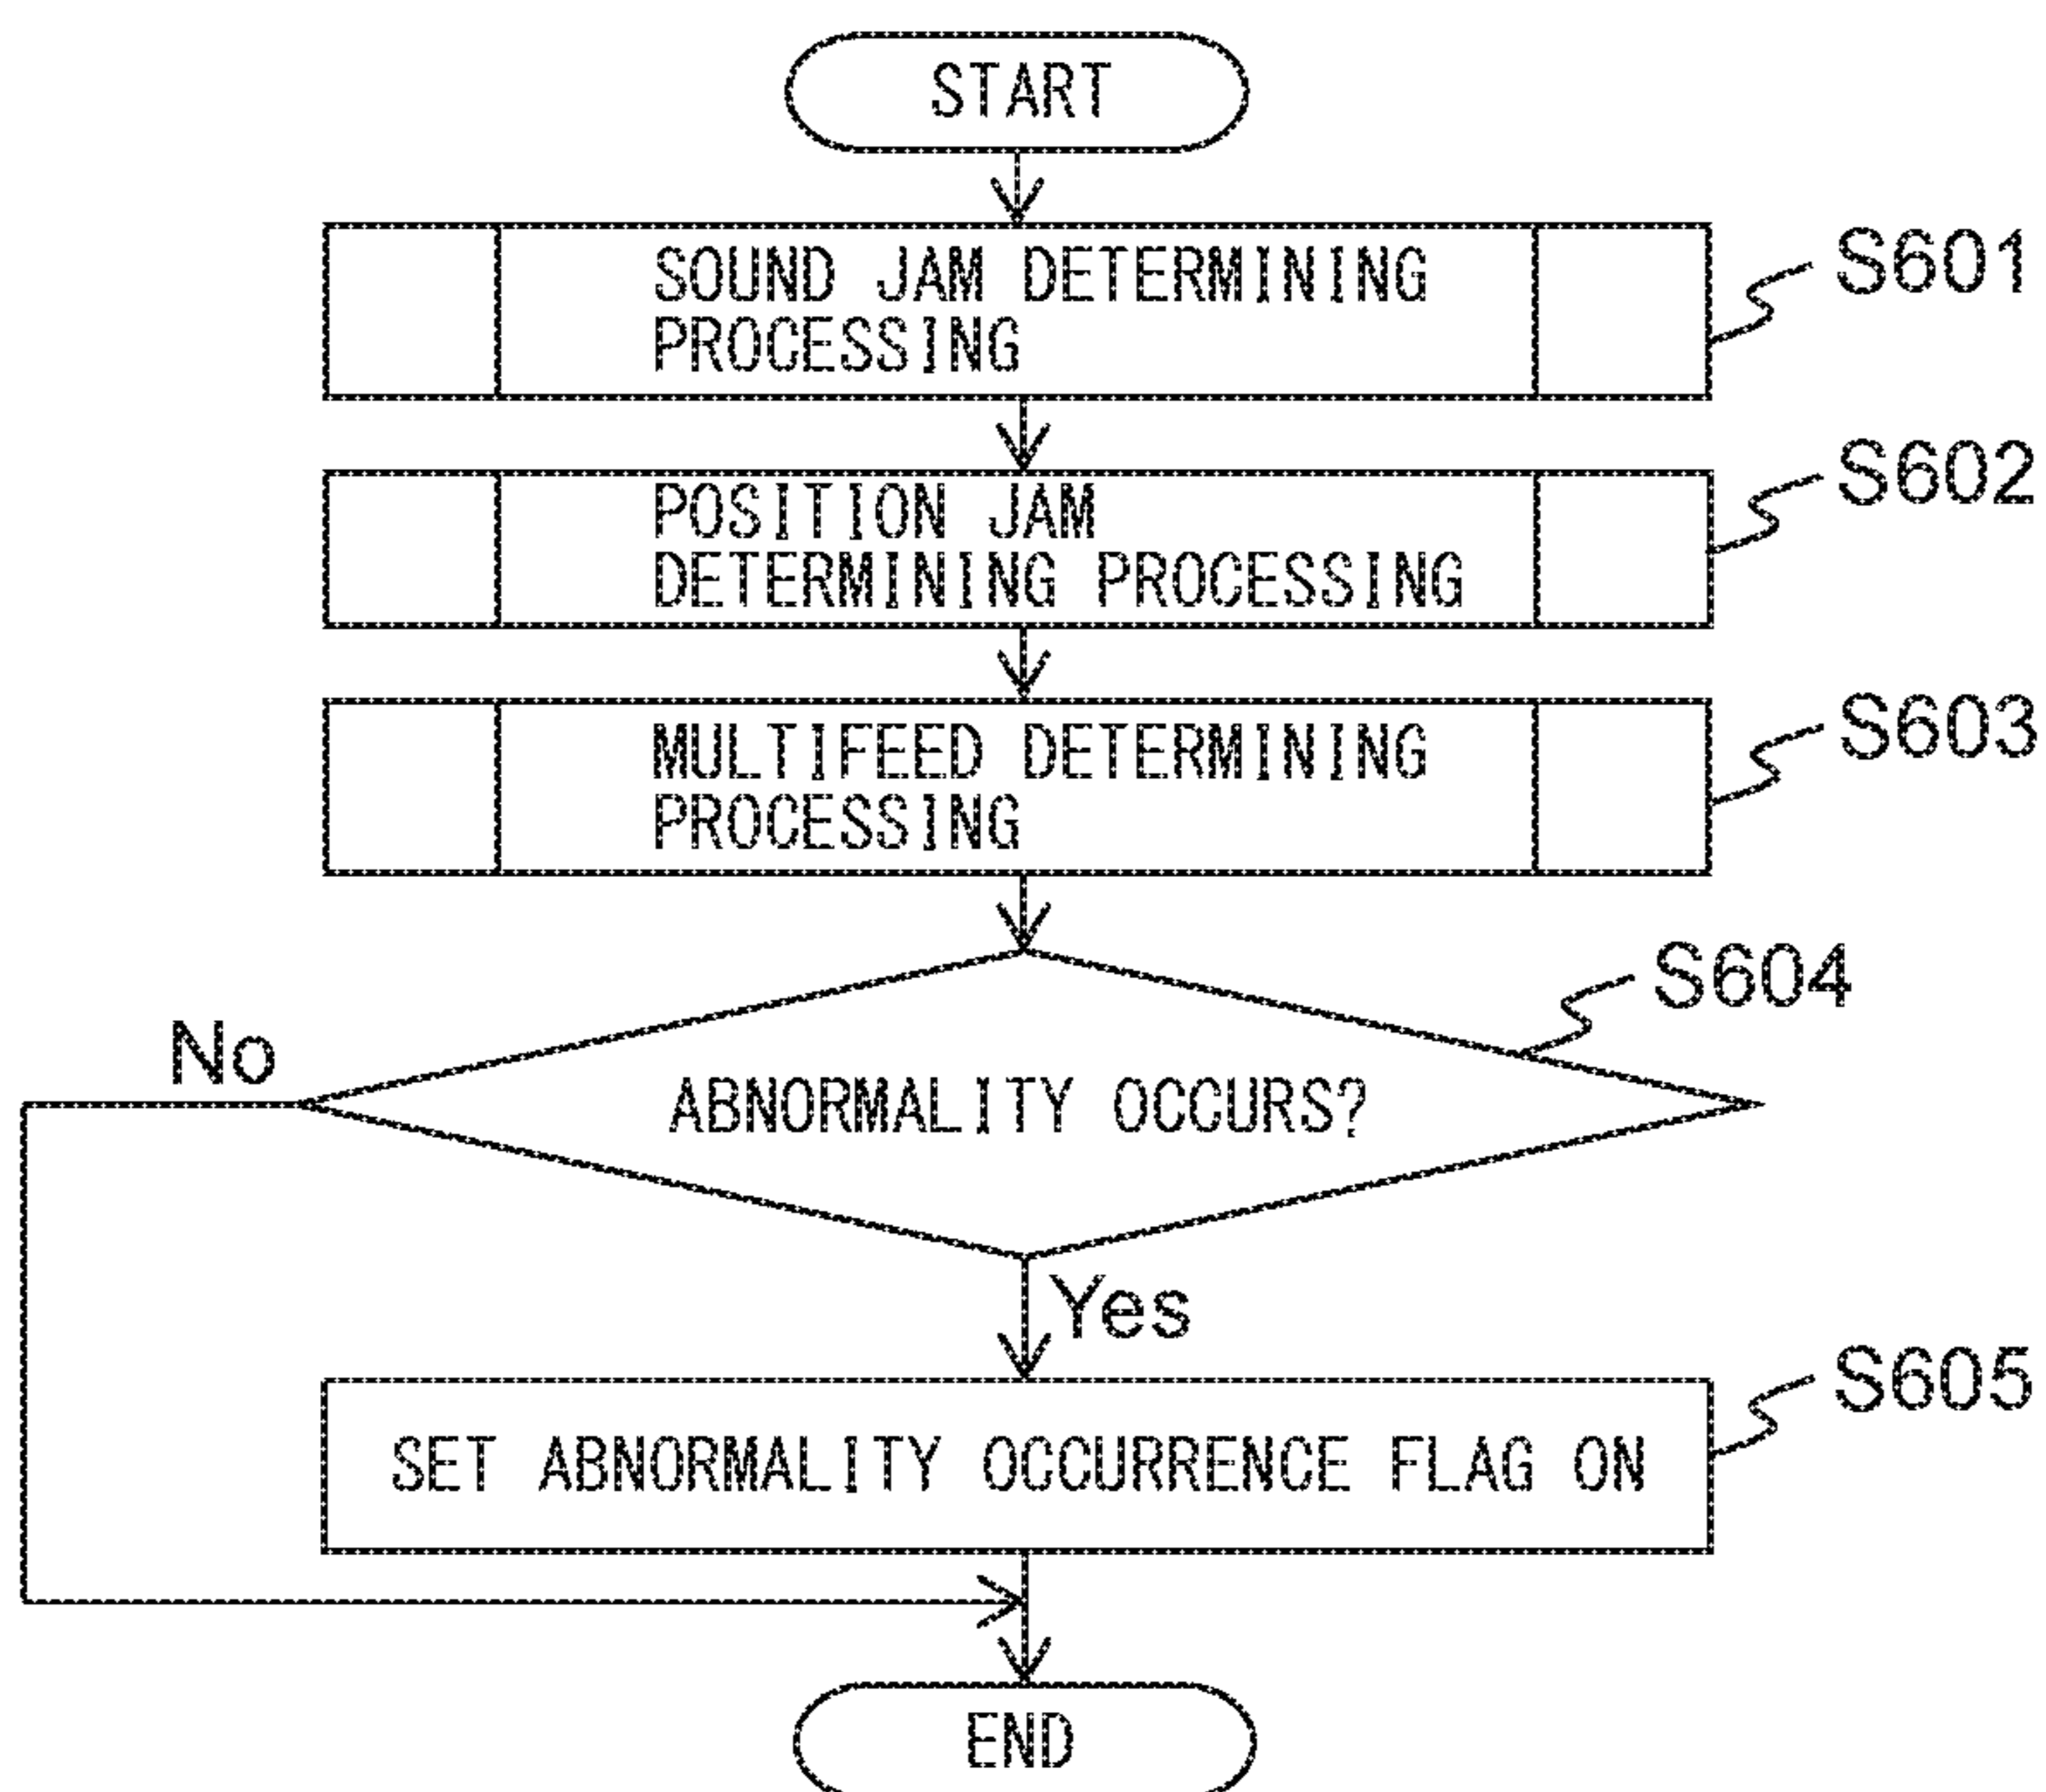 START
SOUND JAM DETERMINING
PROCESSING
S601
POSITION JAM
DETERMINING PROCESSING
S602
MULTIFEED DETERMINING
PROCESSING
S603
S604
No
ABNORMALITY OCCURS?
Yes
S605
SET ABNORMALITY OCCURRENCE FLAG ON
END